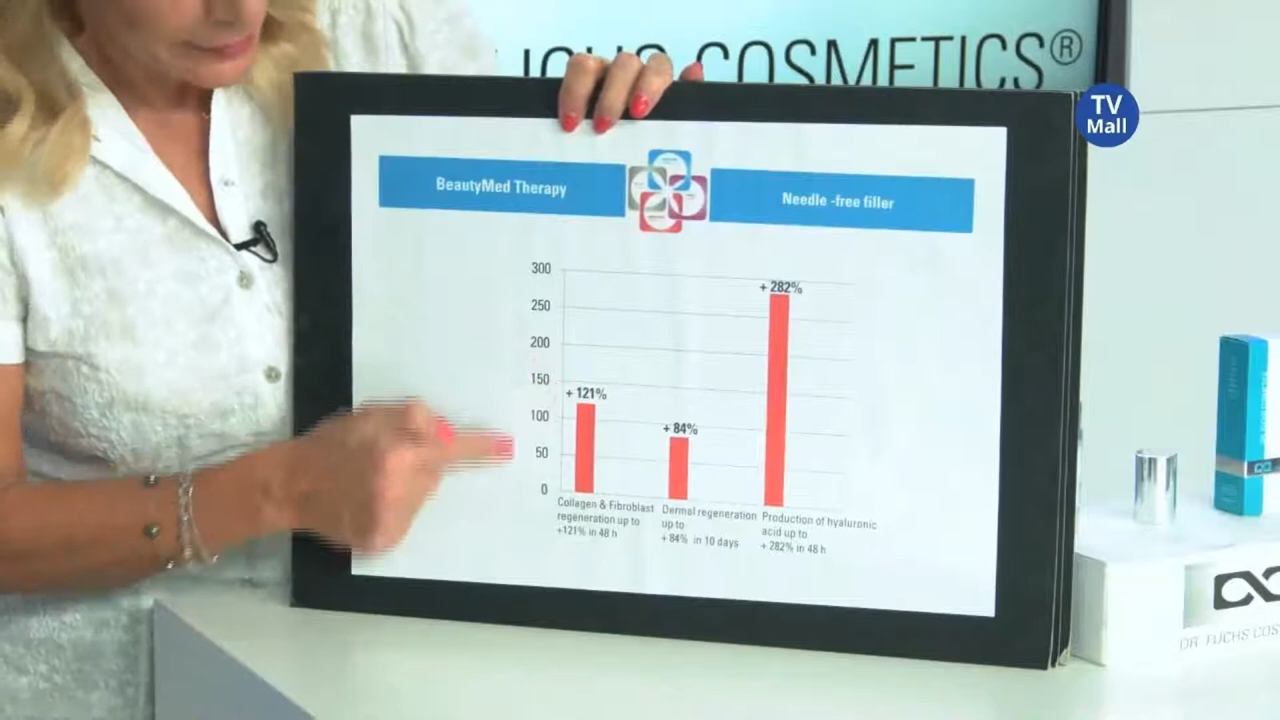 COSMETICS®
TV
Mall
BeautyMed Therapy
Needle -free filler
300
250
200
150
100
50
0
+ 121%
+ 84%
+ 282%
Collagen & Fibroblast
regeneration up to
+121% in 48 h
Dermal regeneration
up to
+ 84% in 10 days
Production of hyaluronic
acid up to
+ 282% in 48 h
DR. FUCHS COS